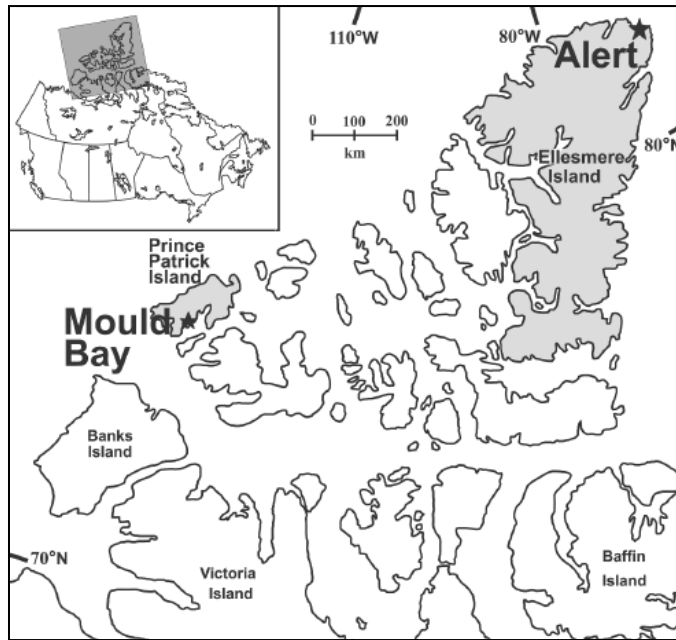 110°W
80°W
Alert
0 100 200
km
80°N
Ellesmere
Island
Prince
Patrick
Island
Mould
Bay
Banks
Island
70°N
Victoria
Island
Baffin
Island